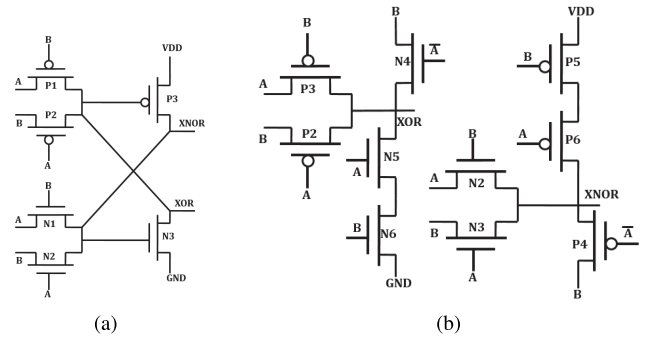 B
A
P1
P2
B
A
VDD
P3
XNOR
XOR
B
A
N1
N2
B
A
N3
GND
(a)
B
A
P3
P2
B
A
B
N4
A̅
XOR
N5
A
B
N6
GND
VDD
B
P5
A
P6
B
A
N2
N3
B
A
XNOR
P4
A̅
B
(b)